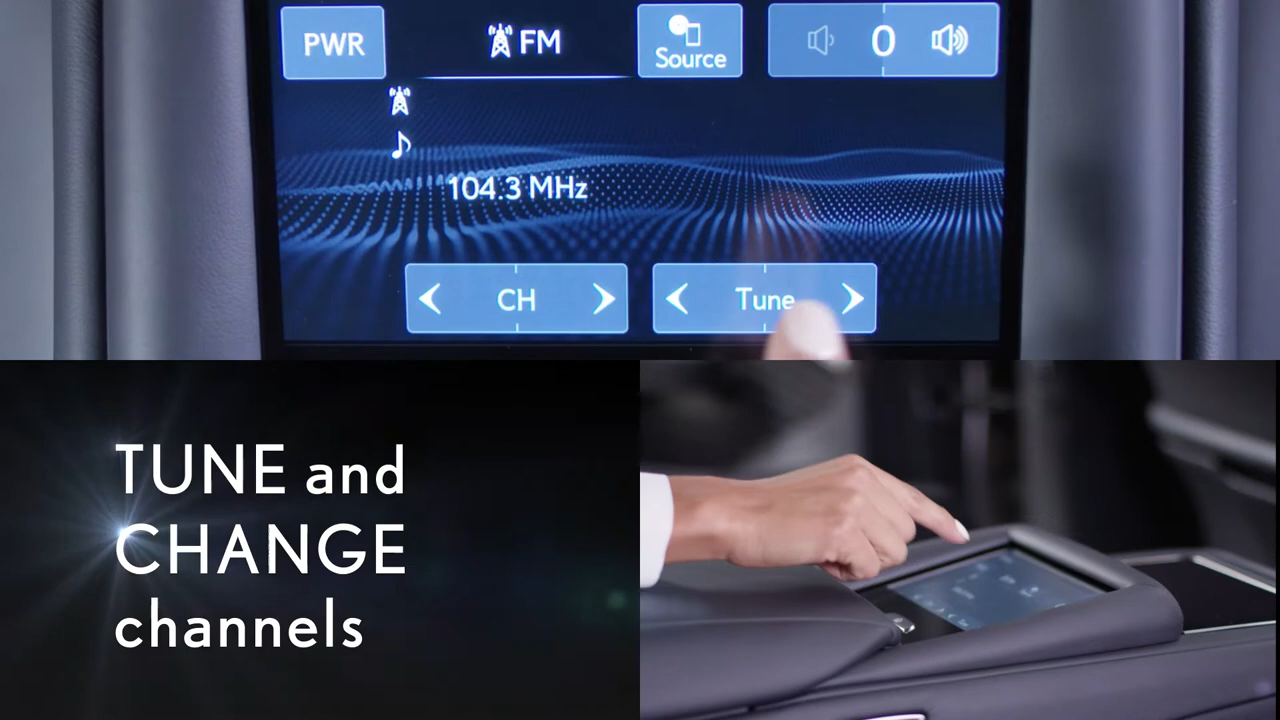 PWR
FM
Source
0
104.3 MHz
CH
Tune
TUNE and
CHANGE
channels